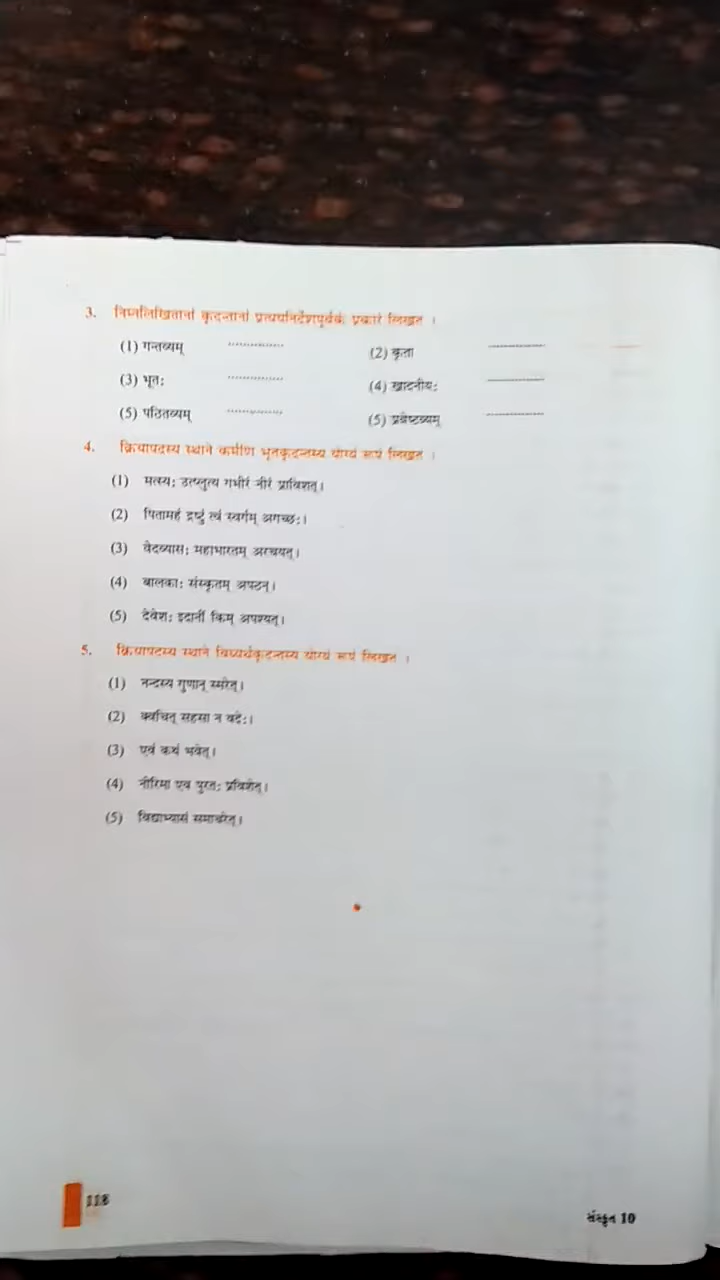 3. निम्नलिखितानां कृदन्तानां प्रत्ययनिर्देशपूर्वकं प्रकारं लिखत ।
(1) गन्तव्यम् ............... (2) कृता ...............
(3) भूतः ............... (4) खादनीयः ...............
(5) पठितव्यम् ............... (5) प्रवेष्टव्यम् ...............
4. क्रियापदस्य स्थाने कर्मणि भूतकृदन्तस्य योग्यं रूपं लिखत ।
(1) मत्स्यः उत्प्लुत्य गभीरं नीरं प्राविशत्।
(2) पितामहं द्रष्टुं त्वं स्वर्गम् अगच्छः।
(3) वेदव्यासः महाभारतम् अरचयत्।
(4) बालकाः संस्कृतम् अपठन्।
(5) देवेशः इदानीं किम् अपश्यत्।
5. क्रियापदस्य स्थाने विध्यर्थकृदन्तस्य योग्यं रूपं लिखत ।
(1) नन्दस्य गुणान् स्मरेत्।
(2) क्वचित् सहसा न वदेः।
(3) एवं कथं भवेत्।
(4) नीरिमा एव पुरतः प्रविशेत्।
(5) विद्याभ्यासं समाचरेत्।
118
સંસ્કૃત 10